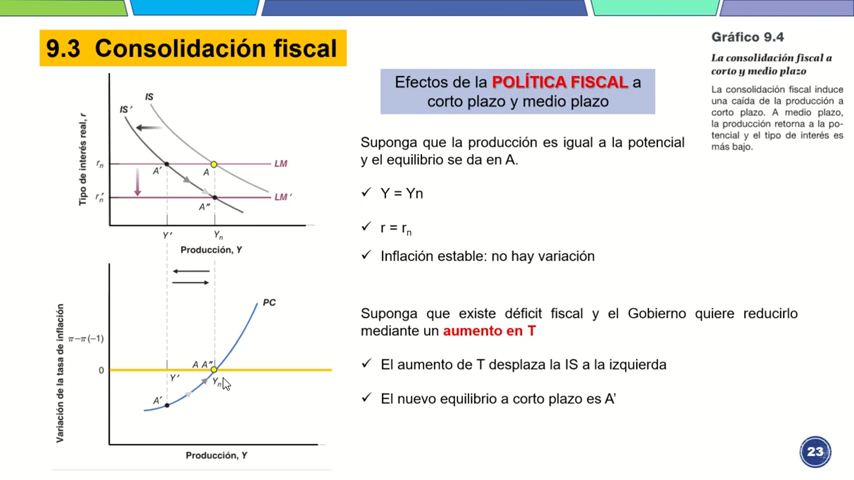 9.3 Consolidación fiscal
Gráfico 9.4
La consolidación fiscal a
corto y medio plazo
La consolidación fiscal induce
una caída de la producción a
corto plazo. A medio plazo,
la producción retorna a la po-
tencial y el tipo de interés es
más bajo.
Efectos de la POLÍTICA FISCAL a
corto plazo y medio plazo
Suponga que la producción es igual a la potencial
y el equilibrio se da en A.
✓ Y = Yn
✓ r = rn
✓ Inflación estable: no hay variación
Suponga que existe déficit fiscal y el Gobierno quiere reducirlo
mediante un aumento en T
✓ El aumento de T desplaza la IS a la izquierda
✓ El nuevo equilibrio a corto plazo es A’
Tipo de interés real, r
IS
IS′
rn
A′
A
LM
r′n
A″
LM′
Y′
Yn
Producción, Y
Variación de la tasa de inflación
PC
π–π(–1)
0
A A″
Y′
Yn
A′
Producción, Y
23